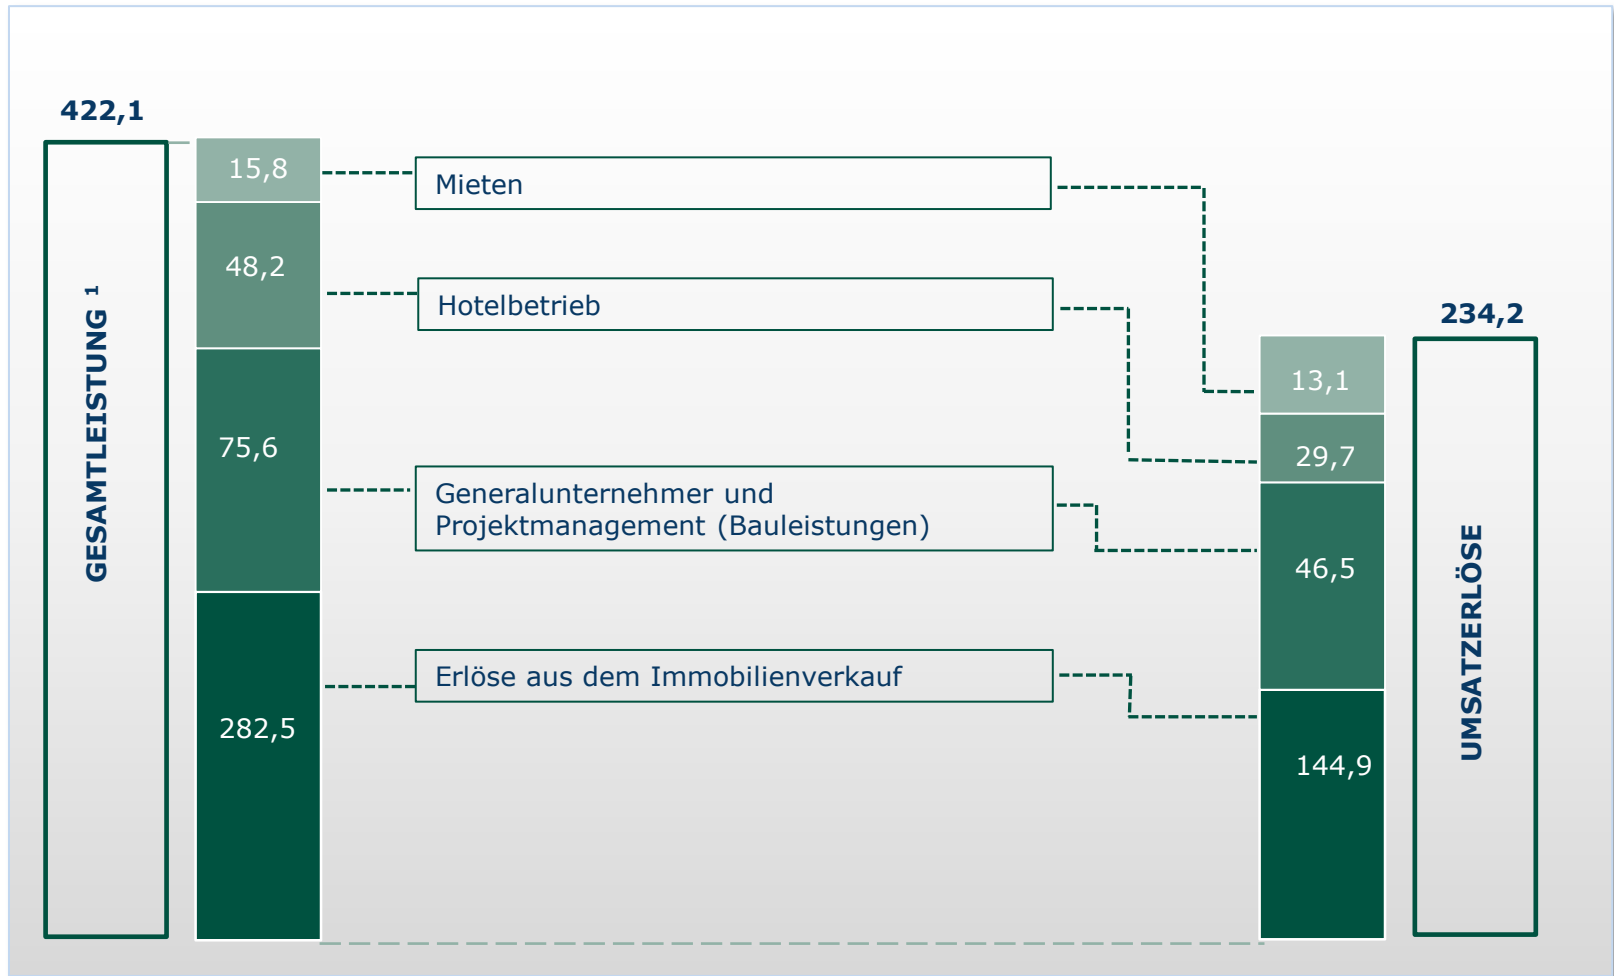 422,1
GESAMTLEISTUNG ¹
15,8
48,2
75,6
282,5
Mieten
Hotelbetrieb
Generalunternehmer und
Projektmanagement (Bauleistungen)
Erlöse aus dem Immobilienverkauf
234,2
13,1
29,7
46,5
144,9
UMSATZERLÖSE